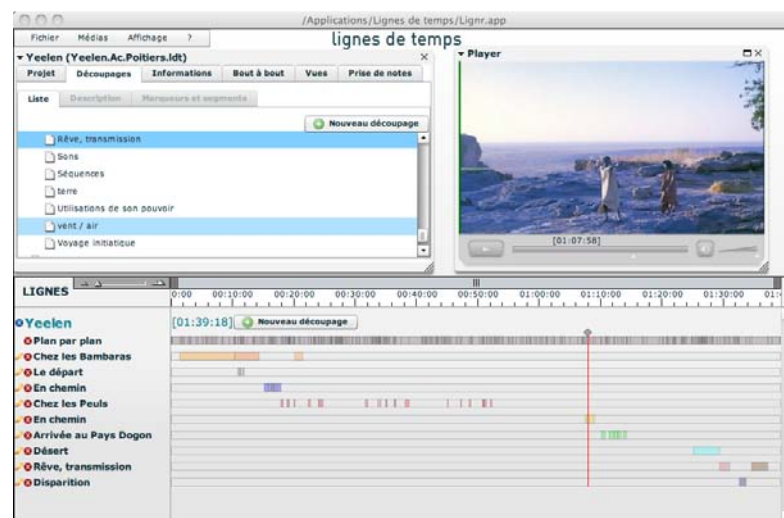 /Applications/Lignes de temps/Lignr.app
Fichier Médias Affichage ?
lignes de temps
Yeelen (Yeelen.Ac.Poitiers.ldt)
Projet Découpages Informations Bout à bout Vues Prise de notes
Liste Description Marqueurs et segments
Nouveau découpage
Rêve, transmission
Sons
Séquences
terre
Utilisations de son pouvoir
vent / air
Voyage initiatique
Player
[01:07:58]
LIGNES
0:00 00:10:00 00:20:00 00:30:00 00:40:00 00:50:00 01:00:00 01:10:00 01:20:00 01:30:00 01:4
Yeelen [01:39:18] Nouveau découpage
Plan par plan
Chez les Bambaras
Le départ
En chemin
Chez les Peuls
En chemin
Arrivée au Pays Dogon
Désert
Rêve, transmission
Disparition